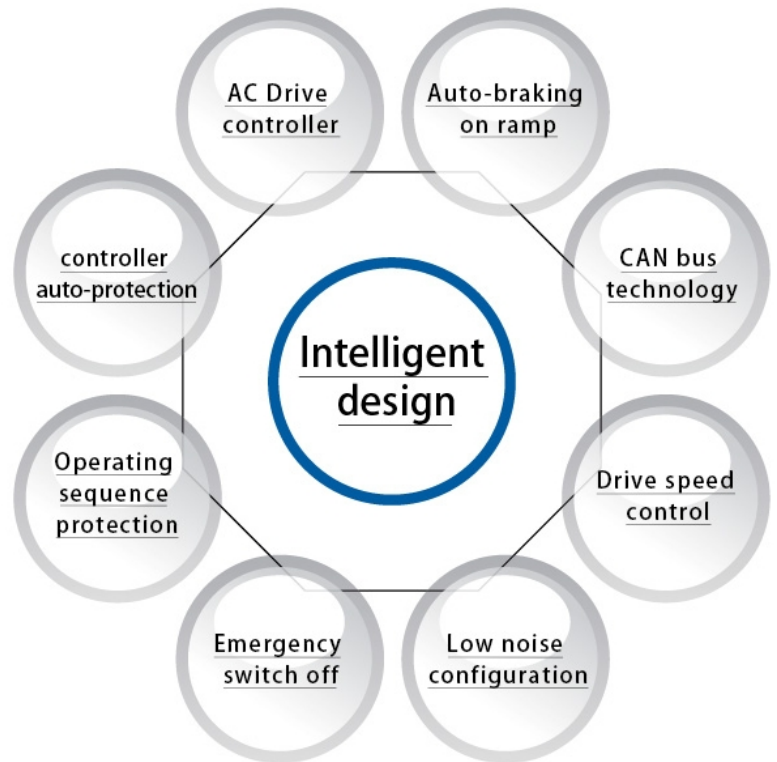 AC Drive
controller
Auto-braking
on ramp
controller
auto-protection
CAN bus
technology
Intelligent
design
Operating
sequence
protection
Drive speed
control
Emergency
switch off
Low noise
configuration